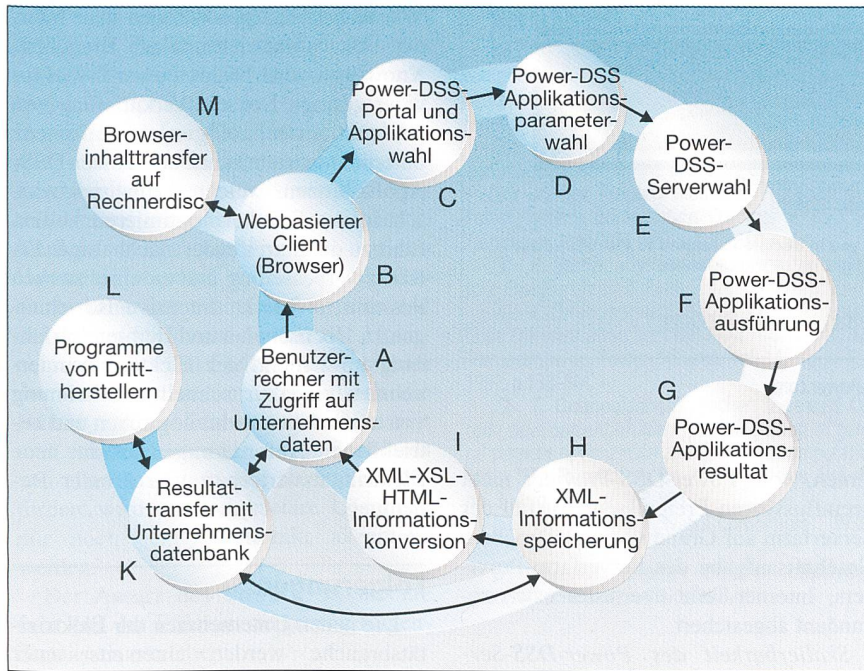 M
Browser-
inhalttransfer
auf
Rechnerdisc
Power-DSS-
Portal und
Applikations-
wahl
C
Power-DSS
Applikations-
parameter-
wahl
D
Power-
DSS-
Serverwahl
E
Webbasierter
Client
(Browser)
B
L
Programme
von Dritt-
herstellern
F
Power-DSS-
Applikations-
ausführung
A
Benutzer-
rechner mit
Zugriff auf
Unternehmens-
daten
G
Power-DSS-
Applikations-
resultat
I
XML-XSL-
HTML-
Informations-
konversion
H
XML-
Informations-
speicherung
Resultat-
transfer mit
Unternehmens-
datenbank
K